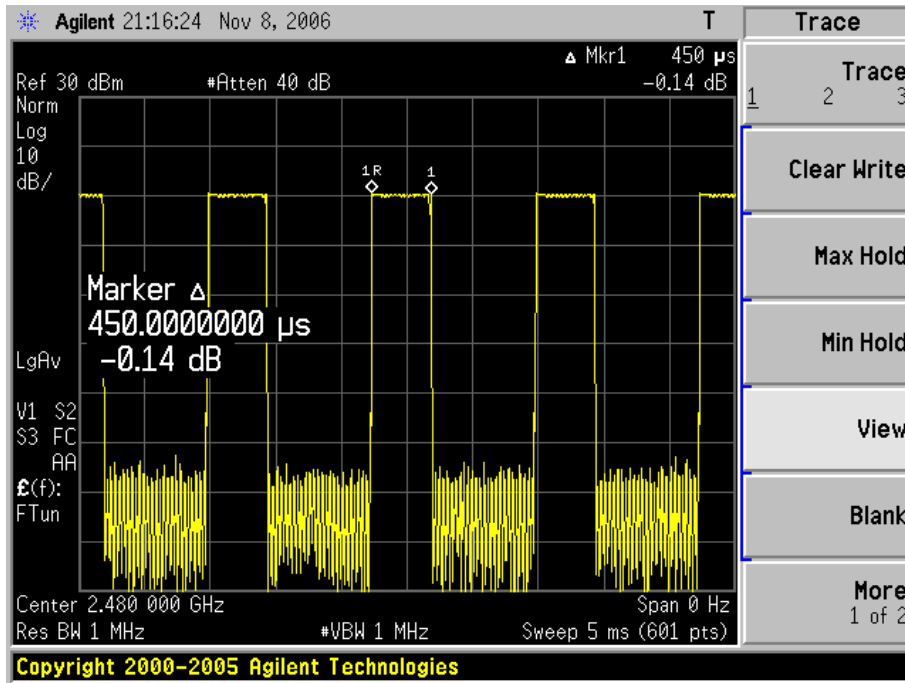 Agilent 21:16:24 Nov 8, 2006 T
Trace
Δ Mkr1 450 µs
Ref 30 dBm #Atten 40 dB -0.14 dB
Norm
Log
10
dB/
1R 1
Marker Δ
450.0000000 µs
-0.14 dB
LgAv
V1 S2
S3 FC
AA
£(f):
FTun
Center 2.480 000 GHz Span 0 Hz
Res BW 1 MHz #VBW 1 MHz Sweep 5 ms (601 pts)
Copyright 2000-2005 Agilent Technologies
Trace
1 2 3
Clear Write
Max Hold
Min Hold
View
Blank
More
1 of 2